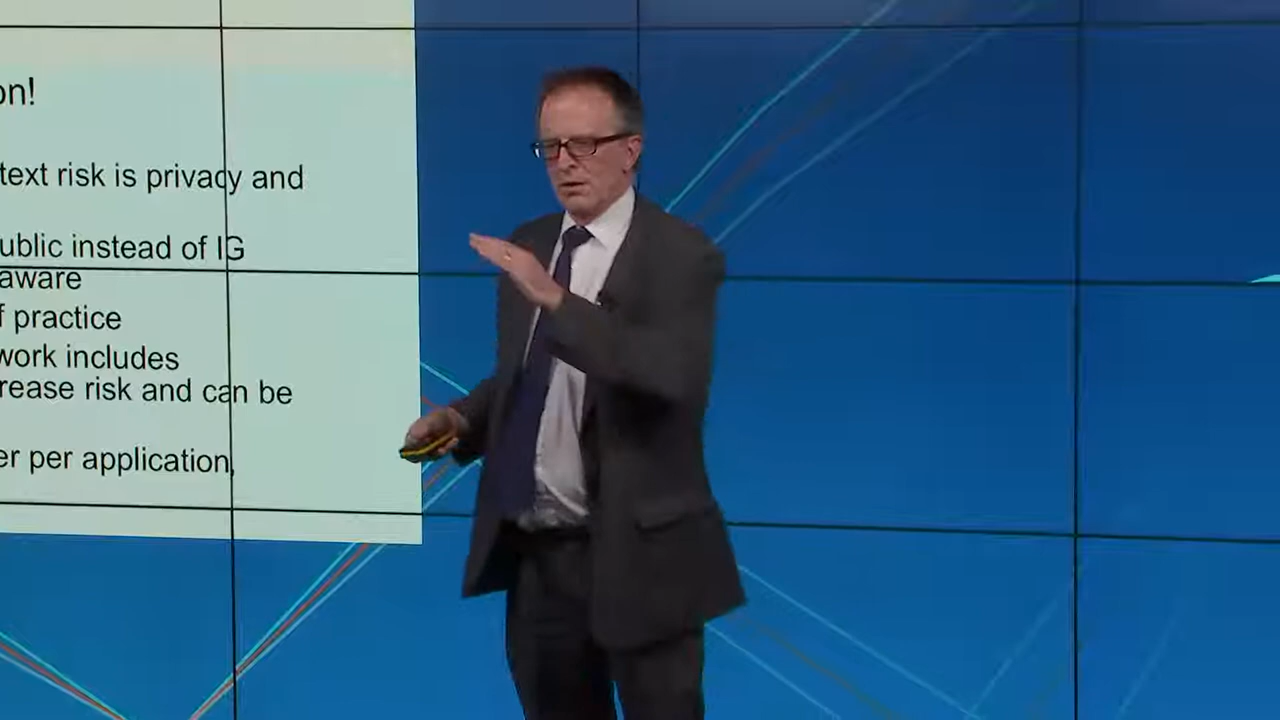 on!
text risk is privacy and
ublic instead of IG
aware
f practice
work includes
rease risk and can be
er per application,